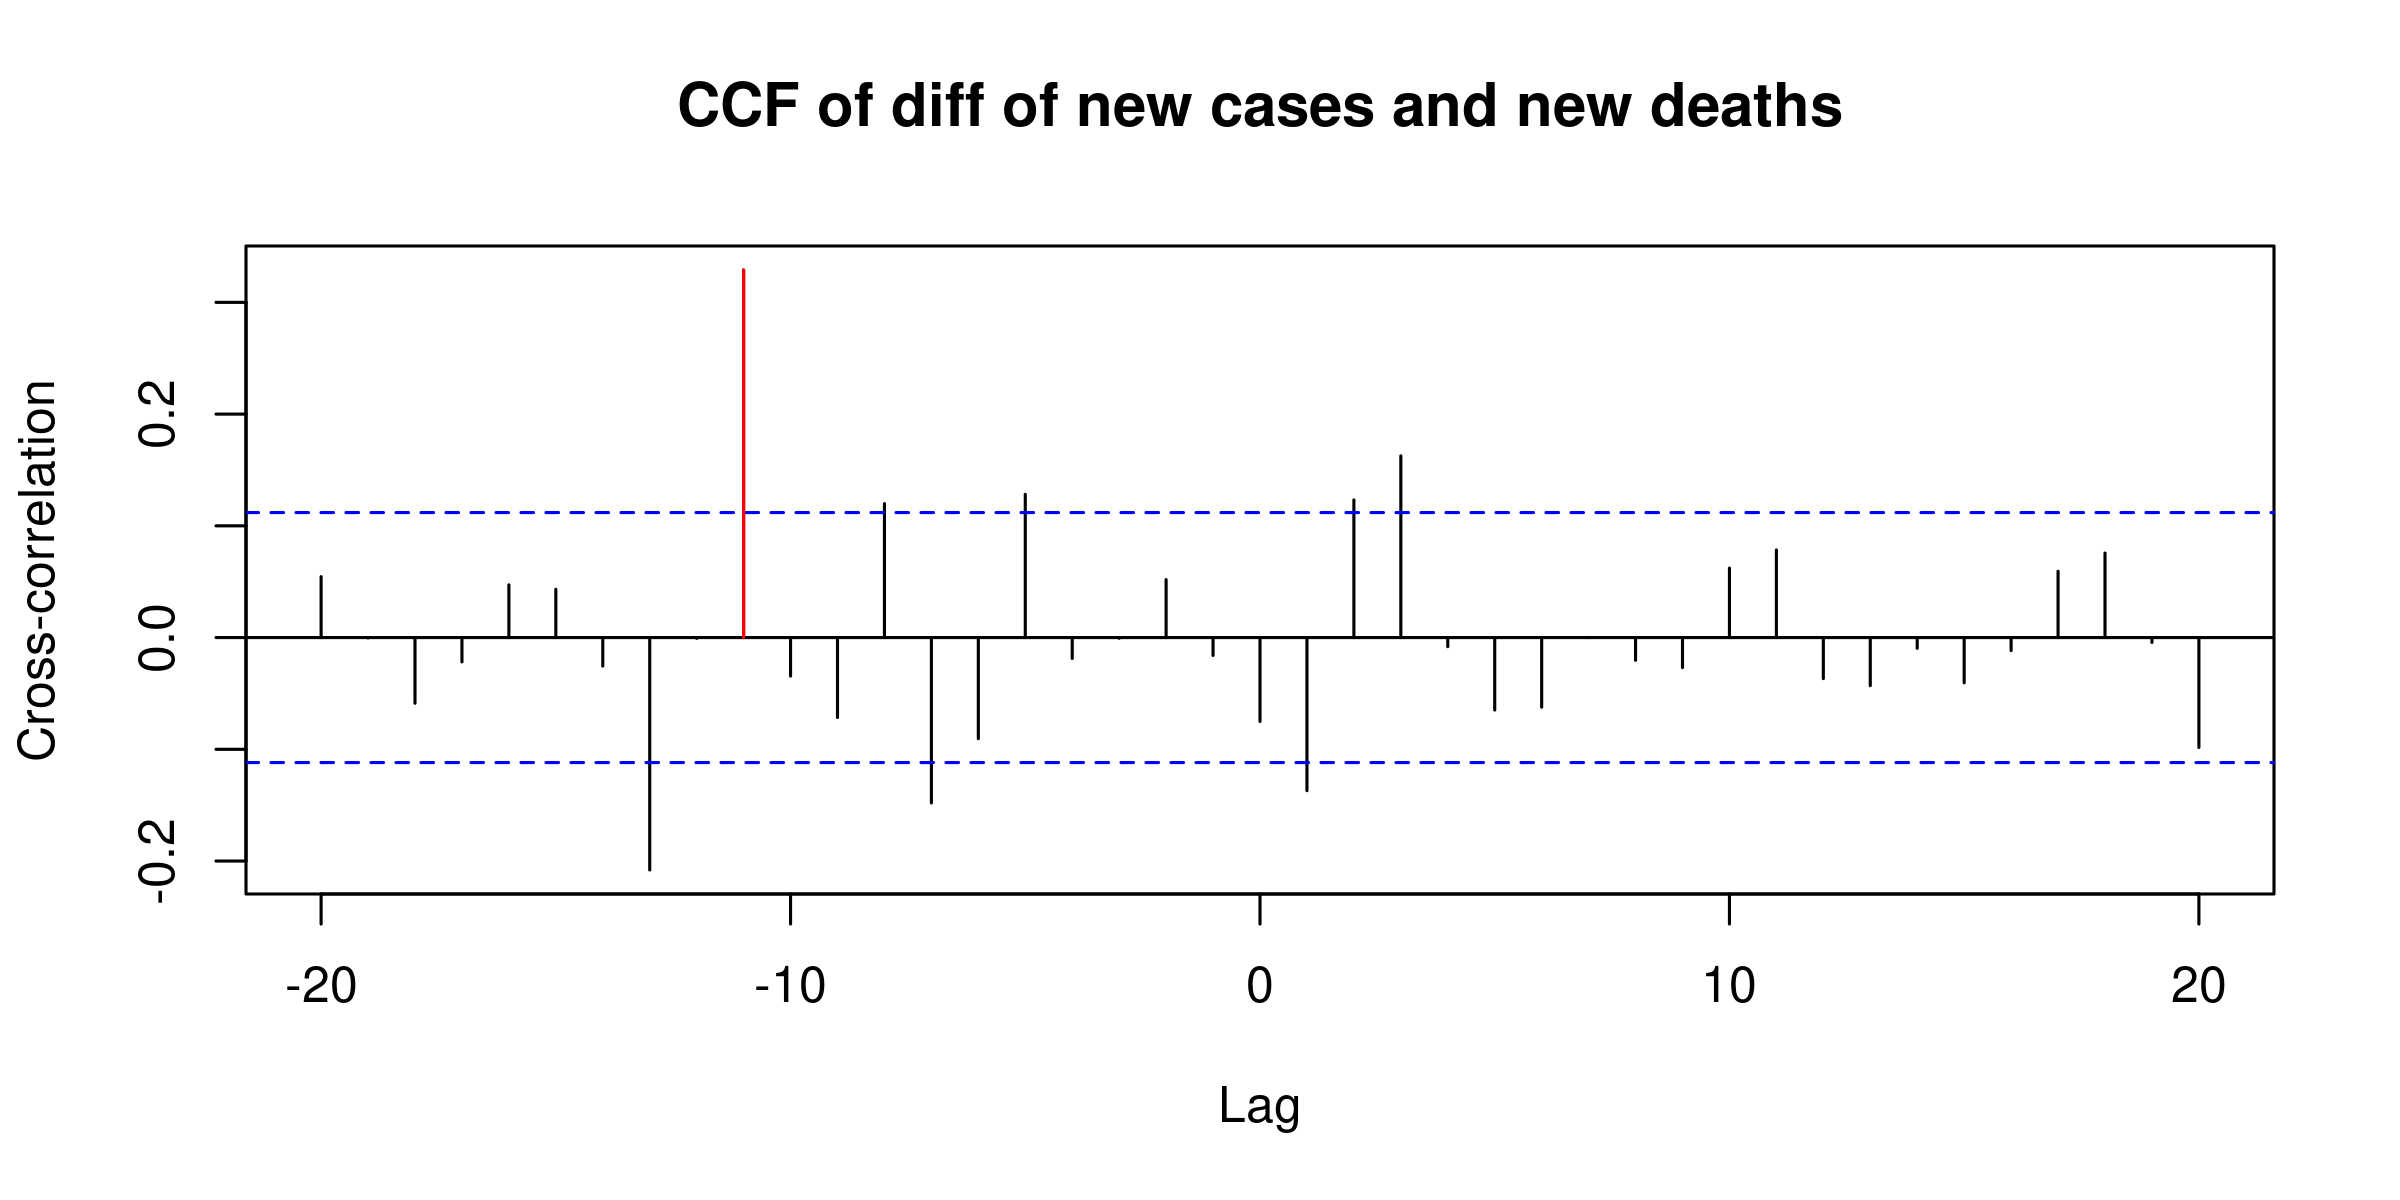 CCF of diff of new cases and new deaths
Cross-correlation
0.2
0.0
-0.2
-20 -10 0 10 20
Lag